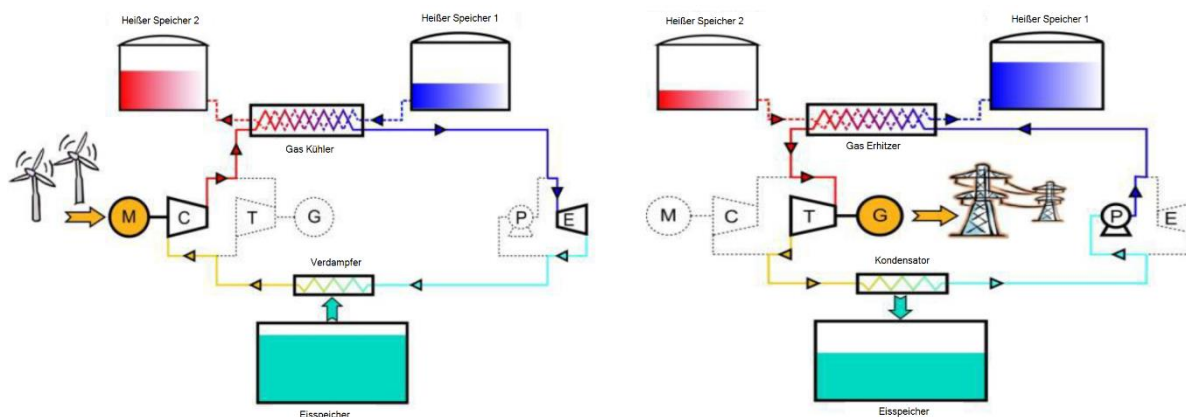 Heißer Speicher 2
Heißer Speicher 1
Gas Kühler
M
C
T
G
P
E
Verdampfer
Eisspeicher
Heißer Speicher 2
Heißer Speicher 1
Gas Erhitzer
M
C
T
G
P
E
Kondensator
Eisspeicher